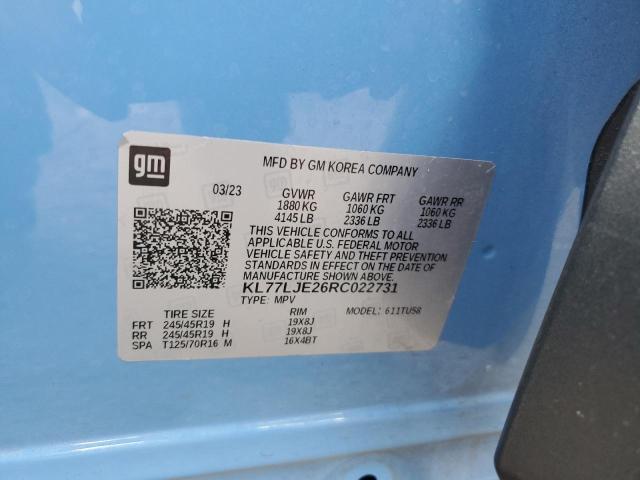 gm
MFD BY GM KOREA COMPANY
03/23 GVWR GAWR FRT GAWR RR
1880 KG 1060 KG 1060 KG
4145 LB 2336 LB 2336 LB
THIS VEHICLE CONFORMS TO ALL
APPLICABLE U.S. FEDERAL MOTOR
VEHICLE SAFETY AND THEFT PREVENTION
STANDARDS IN EFFECT ON THE DATE OF
MANUFACTURE SHOWN ABOVE.
KL77LJE26RC022731
TYPE: MPV MODEL: 611TU58
TIRE SIZE RIM
FRT 245/45R19 H 19X8J
RR 245/45R19 H 19X8J
SPA T125/70R16 M 16X4BT